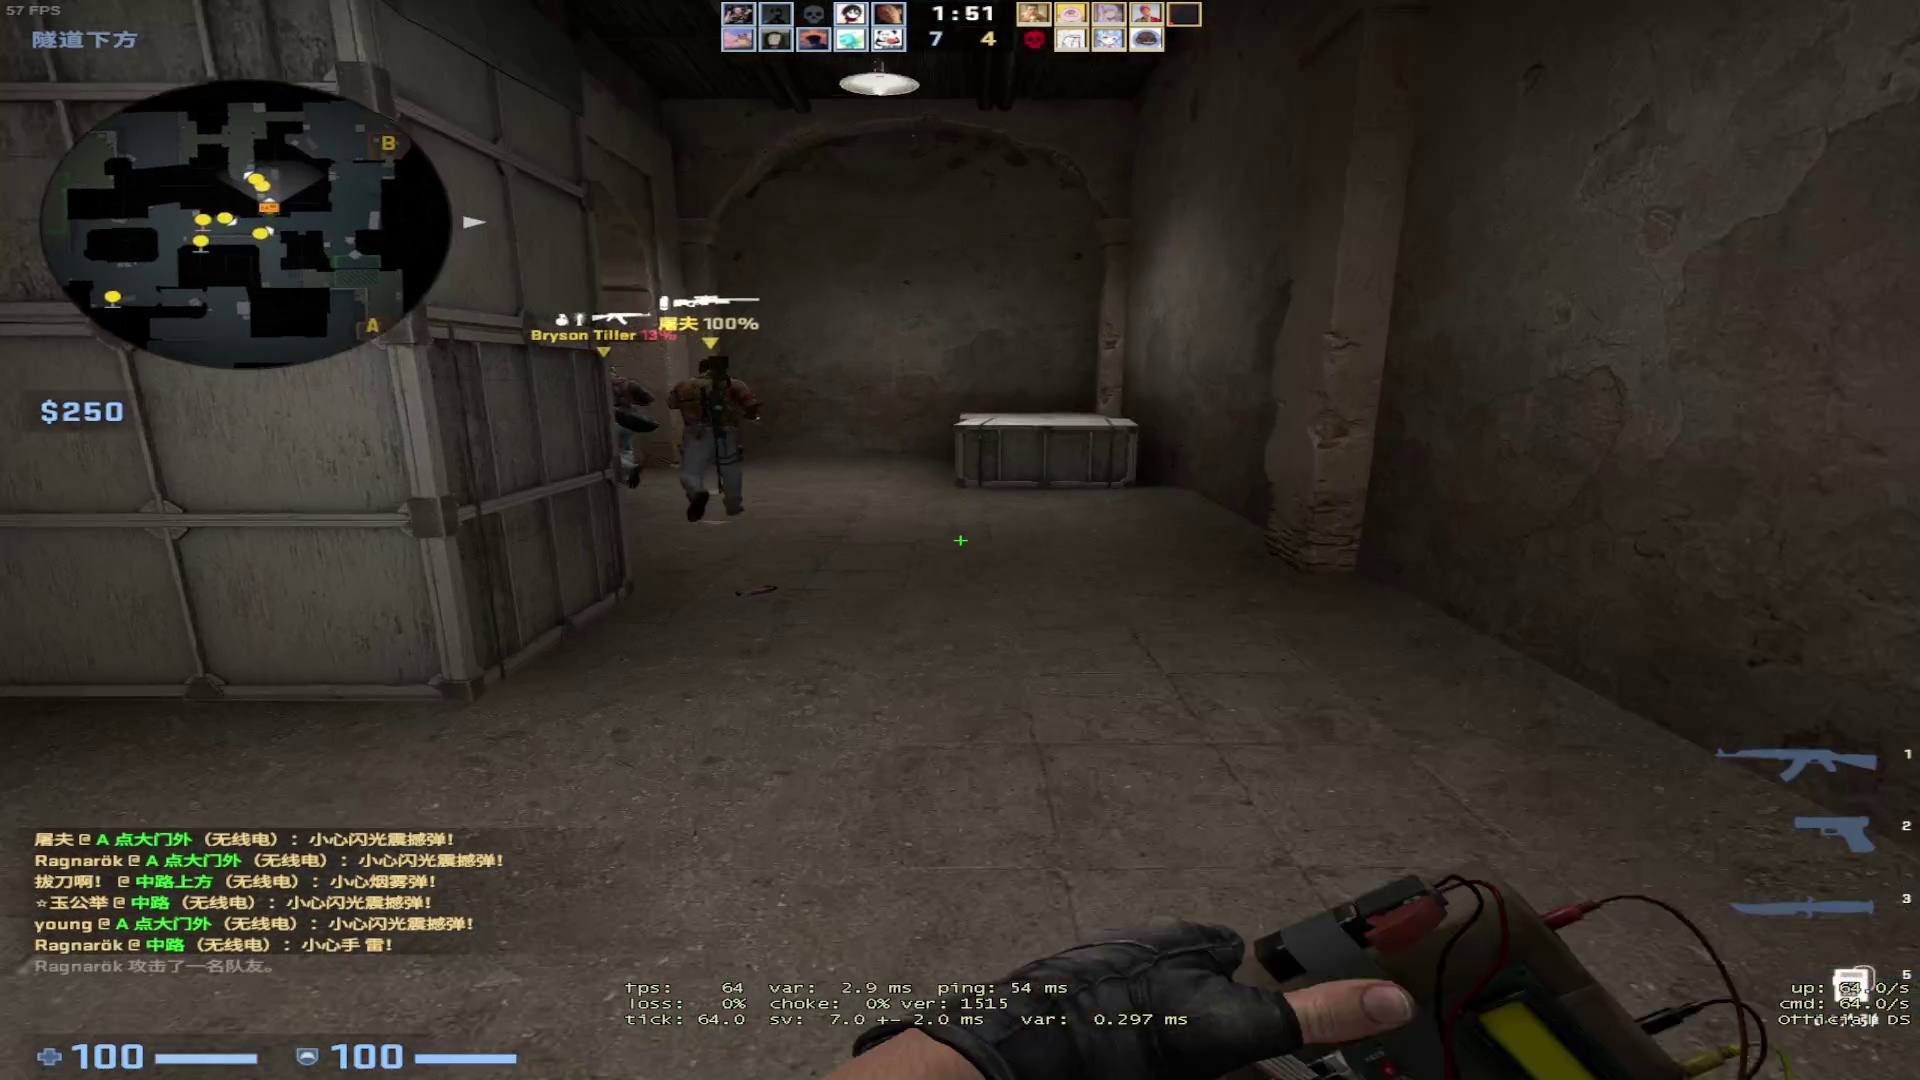 57 FPS
隧道下方
1:51
7 4
B
A
$250
Bryson Tiller 13%
屠夫 100%
1
2
3
5
屠夫 @ A 点大门外 (无线电) : 小心闪光震撼弹!
Ragnarök @ A 点大门外 (无线电) : 小心闪光震撼弹!
拔刀啊! @ 中路上方 (无线电) : 小心烟雾弹!
☆玉公举 @ 中路 (无线电) : 小心闪光震撼弹!
young @ A 点大门外 (无线电) : 小心闪光震撼弹!
Ragnarök @ 中路 (无线电) : 小心手 雷!
Ragnarök 攻击了一名队友。
fps: 64 var: 2.9 ms ping: 54 ms
loss: 0% choke: 0% ver: 1515
tick: 64.0 sv: 7.0 +- 2.0 ms var: 0.297 ms
up: 64.0/s
cmd: 64.0/s
Official DS
100 100